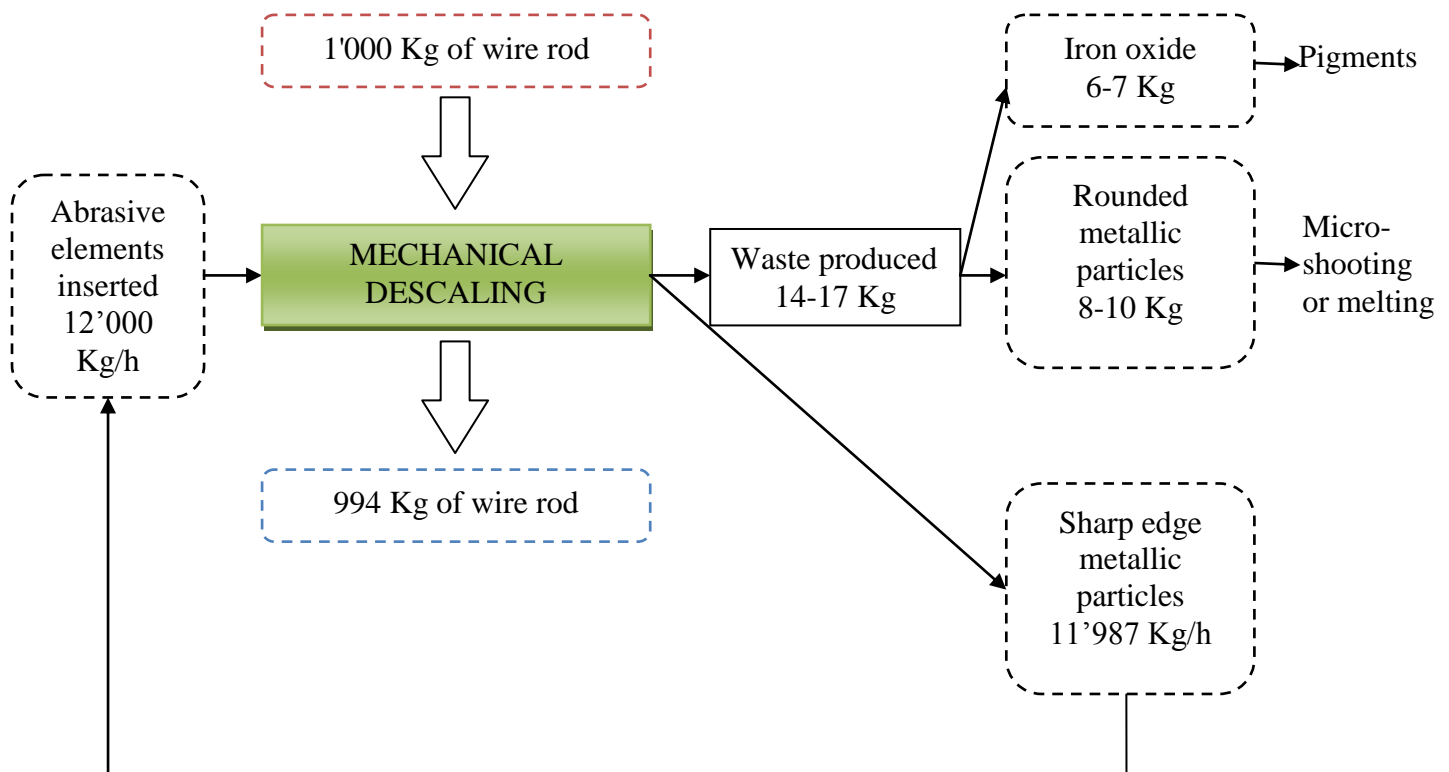 1'000 Kg of wire rod
Iron oxide
6-7 Kg
Pigments
Abrasive
elements
inserted
12’000
Kg/h
MECHANICAL
DESCALING
Waste produced
14-17 Kg
Rounded
metallic
particles
8-10 Kg
Micro-
shooting
or melting
994 Kg of wire rod
Sharp edge
metallic
particles
11’987 Kg/h